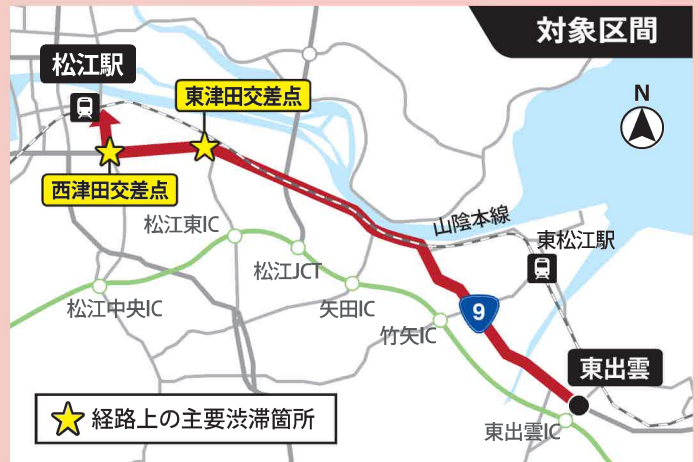 対象区間
松江駅
東津田交差点
N
西津田交差点
松江東IC
山陰本線
東松江駅
松江JCT
松江中央IC
矢田IC
9
竹矢IC
東出雲
経路上の主要渋滞箇所
東出雲IC